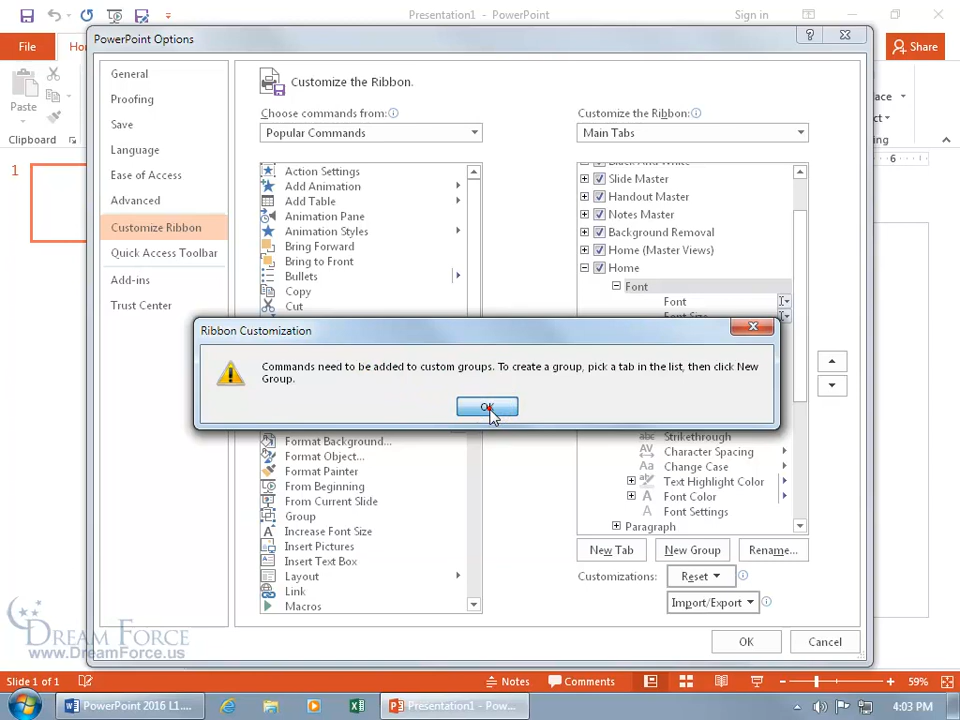 Presentation1 - PowerPoint
Sign in
PowerPoint Options
File
Share
Paste
Clipboard
1
General
Proofing
Save
Language
Ease of Access
Advanced
Customize Ribbon
Quick Access Toolbar
Add-ins
Trust Center
Customize the Ribbon.
Choose commands from:
Popular Commands
Action Settings
Add Animation
Add Table
Animation Pane
Animation Styles
Bring Forward
Bring to Front
Bullets
Copy
Cut
Customize the Ribbon:
Main Tabs
Slide Master
Handout Master
Notes Master
Background Removal
Home (Master Views)
Home
Font
Font
6
Ribbon Customization
Commands need to be added to custom groups. To create a group, pick a tab in the list, then click New
Group.
OK
Format Background...
Format Object...
Format Painter
From Beginning
From Current Slide
Group
Increase Font Size
Insert Pictures
Insert Text Box
Layout
Link
Macros
Strikethrough
Character Spacing
Change Case
Text Highlight Color
Font Color
Font Settings
Paragraph
New Tab
New Group
Rename...
Customizations:
Reset
Import/Export
OK
Cancel
DREAM FORCE
www.DreamForce.us
Slide 1 of 1
Notes
Comments
59%
PowerPoint 2016 L1....
Presentation1 - Pow...
4:03 PM